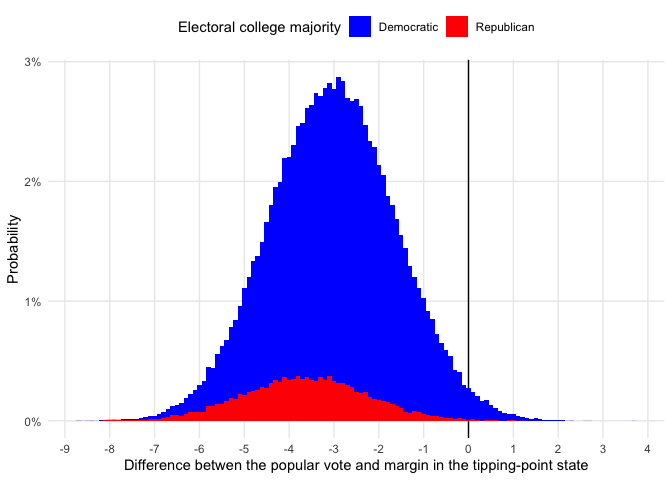 Electoral college majority Democratic Republican
3%
2%
1%
0%
Probability
-9 -8 -7 -6 -5 -4 -3 -2 -1 0 1 2 3 4
Difference betwen the popular vote and margin in the tipping-point state